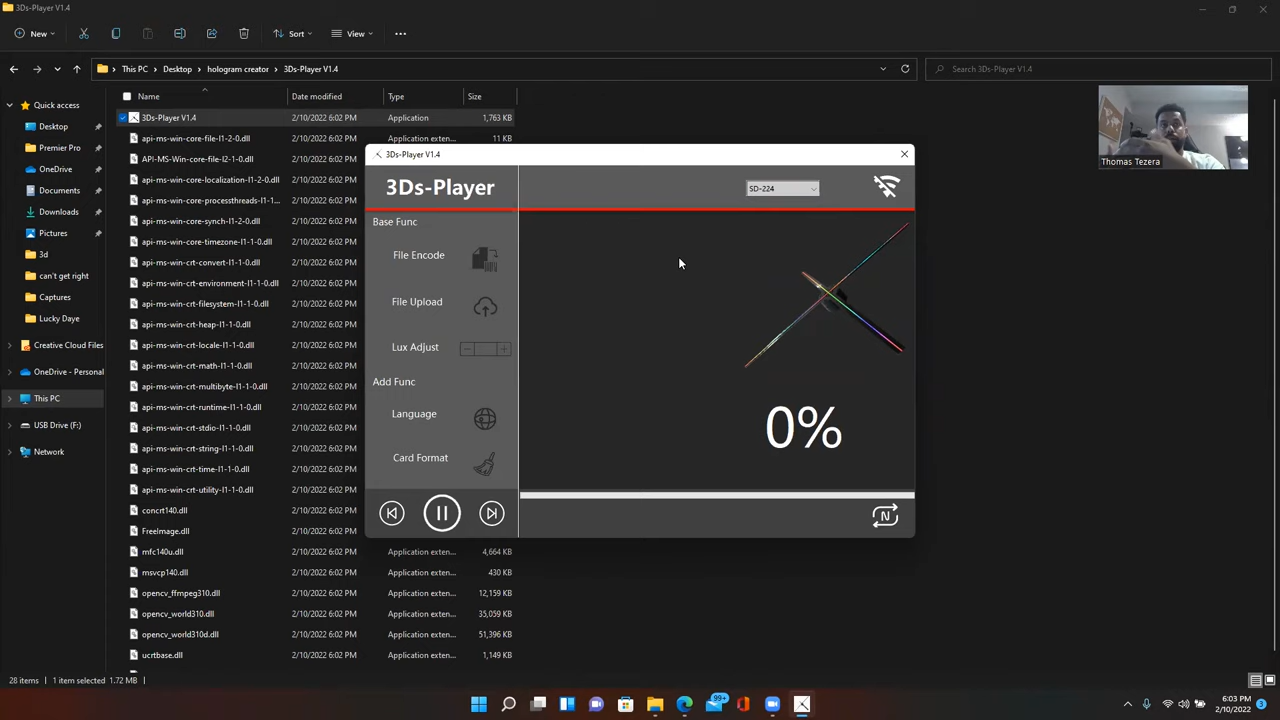 3Ds-Player V1.4
New
Sort
View
This PC
Desktop
hologram creator
3Ds-Player V1.4
Search 3Ds-Player V1.4
Name
Date modified
Type
Size
Quick access
Desktop
Premier Pro
OneDrive
Documents
Downloads
Pictures
3d
can't get right
Captures
Lucky Daye
Creative Cloud Files
OneDrive - Personal
This PC
USB Drive (F:)
Network
3Ds-Player V1.4 2/10/2022 6:02 PM Application 1,763 KB
api-ms-win-core-file-l1-2-0.dll 2/10/2022 6:02 PM Application exten... 11 KB
API-MS-Win-core-file-l2-1-0.dll 2/10/2022 6:02 PM
api-ms-win-core-localization-l1-2-0.dll 2/10/2022 6:02 PM
api-ms-win-core-processthreads-l1-1... 2/10/2022 6:02 PM
api-ms-win-core-synch-l1-2-0.dll 2/10/2022 6:02 PM
api-ms-win-core-timezone-l1-1-0.dll 2/10/2022 6:02 PM
api-ms-win-crt-convert-l1-1-0.dll 2/10/2022 6:02 PM
api-ms-win-crt-environment-l1-1-0.dll 2/10/2022 6:02 PM
api-ms-win-crt-filesystem-l1-1-0.dll 2/10/2022 6:02 PM
api-ms-win-crt-heap-l1-1-0.dll 2/10/2022 6:02 PM
api-ms-win-crt-locale-l1-1-0.dll 2/10/2022 6:02 PM
api-ms-win-crt-math-l1-1-0.dll 2/10/2022 6:02 PM
api-ms-win-crt-multibyte-l1-1-0.dll 2/10/2022 6:02 PM
api-ms-win-crt-runtime-l1-1-0.dll 2/10/2022 6:02 PM
api-ms-win-crt-stdio-l1-1-0.dll 2/10/2022 6:02 PM
api-ms-win-crt-string-l1-1-0.dll 2/10/2022 6:02 PM
api-ms-win-crt-time-l1-1-0.dll 2/10/2022 6:02 PM
api-ms-win-crt-utility-l1-1-0.dll 2/10/2022 6:02 PM
concrt140.dll 2/10/2022 6:02 PM
FreeImage.dll 2/10/2022 6:02 PM
mfc140u.dll 2/10/2022 6:02 PM Application exten... 4,664 KB
msvcp140.dll 2/10/2022 6:02 PM Application exten... 430 KB
opencv_ffmpeg310.dll 2/10/2022 6:02 PM Application exten... 12,159 KB
opencv_world310.dll 2/10/2022 6:02 PM Application exten... 35,059 KB
opencv_world310d.dll 2/10/2022 6:02 PM Application exten... 51,396 KB
ucrtbase.dll 2/10/2022 6:02 PM Application exten... 1,149 KB
3Ds-Player V1.4
3Ds-Player
SD-224
Base Func
File Encode
File Upload
Lux Adjust
Add Func
Language
Card Format
0%
N
Thomas Tezera
28 items
1 item selected 1.72 MB
99+
6:03 PM
2/10/2022
3